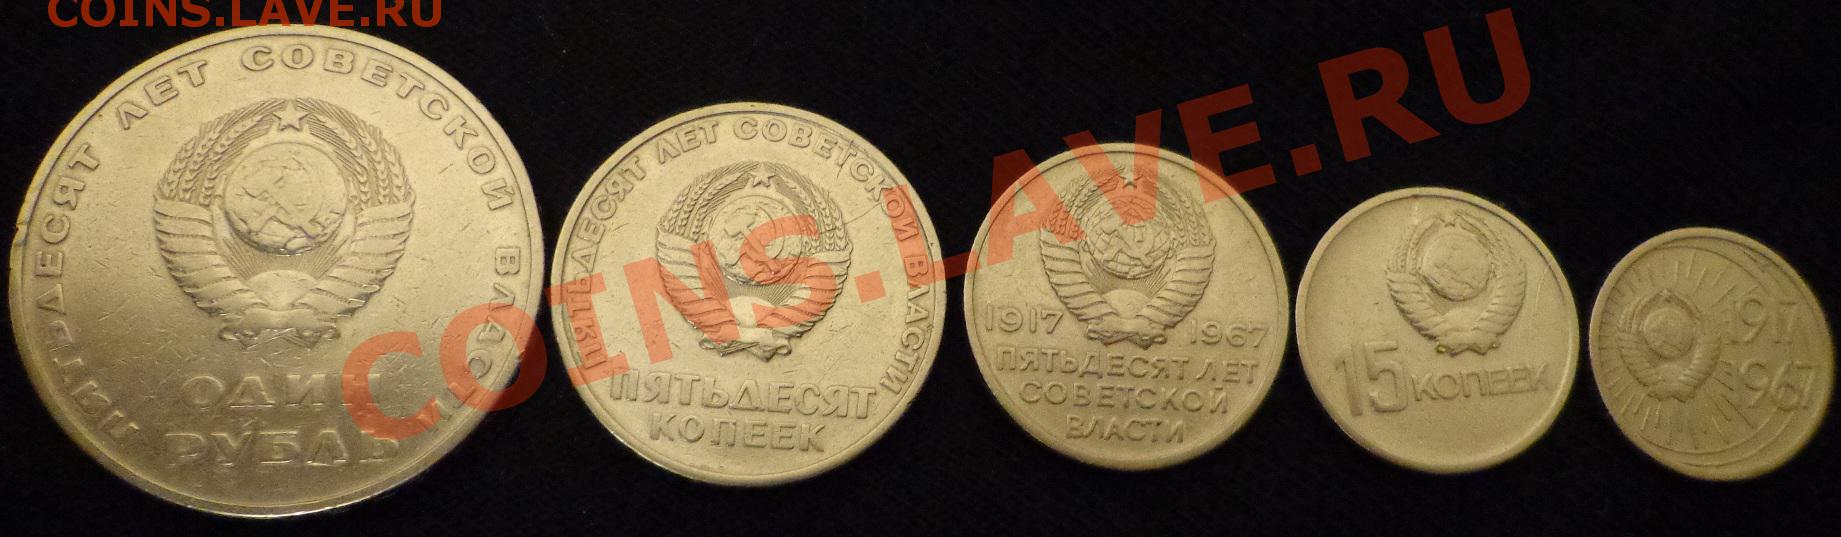 COINS.LAVE.RU
COINS.LAVE.RU
ПЯТЬДЕСЯТ ЛЕТ СОВЕТСКОЙ ВЛАСТИ
ОДИН
РУБЛЬ
ПЯТЬДЕСЯТ ЛЕТ СОВЕТСКОЙ ВЛАСТИ
ПЯТЬДЕСЯТ
КОПЕЕК
1917 1967
ПЯТЬДЕСЯТ ЛЕТ
СОВЕТСКОЙ
ВЛАСТИ
15 КОПЕЕК
1917
1967